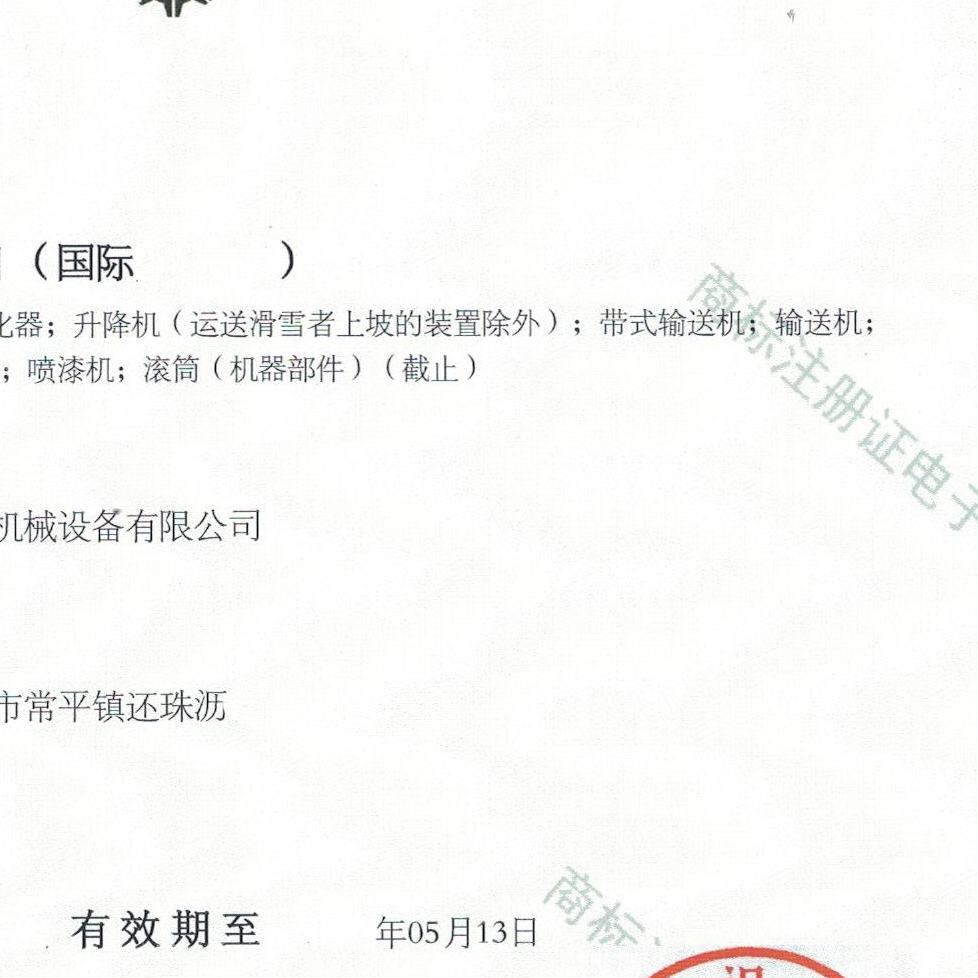 （国际　　　　）
化器；升降机（运送滑雪者上坡的装置除外）；带式输送机；输送机；
；喷漆机；滚筒（机器部件）（截止）
机械设备有限公司
市常平镇还珠沥
有效期至　　　年05月13日
商标注册证电子
商标